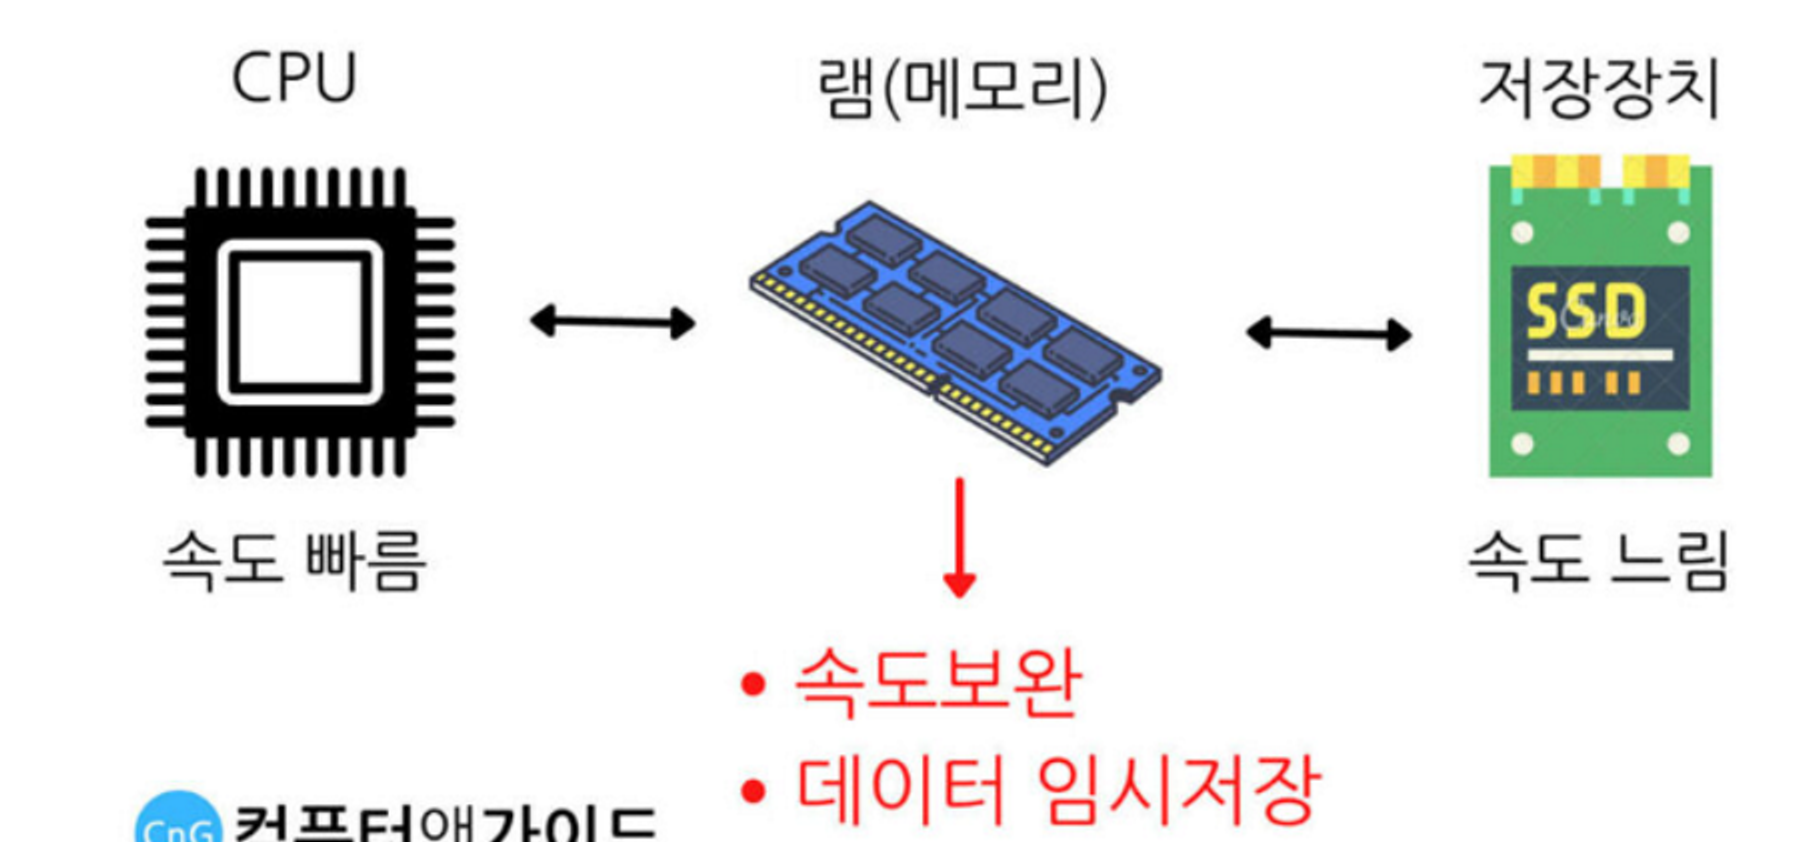 CPU
램(메모리)
저장장치
SSD
속도 빠름
속도 느림
• 속도보완
• 데이터 임시저장
CnG 컴퓨터앤가이드